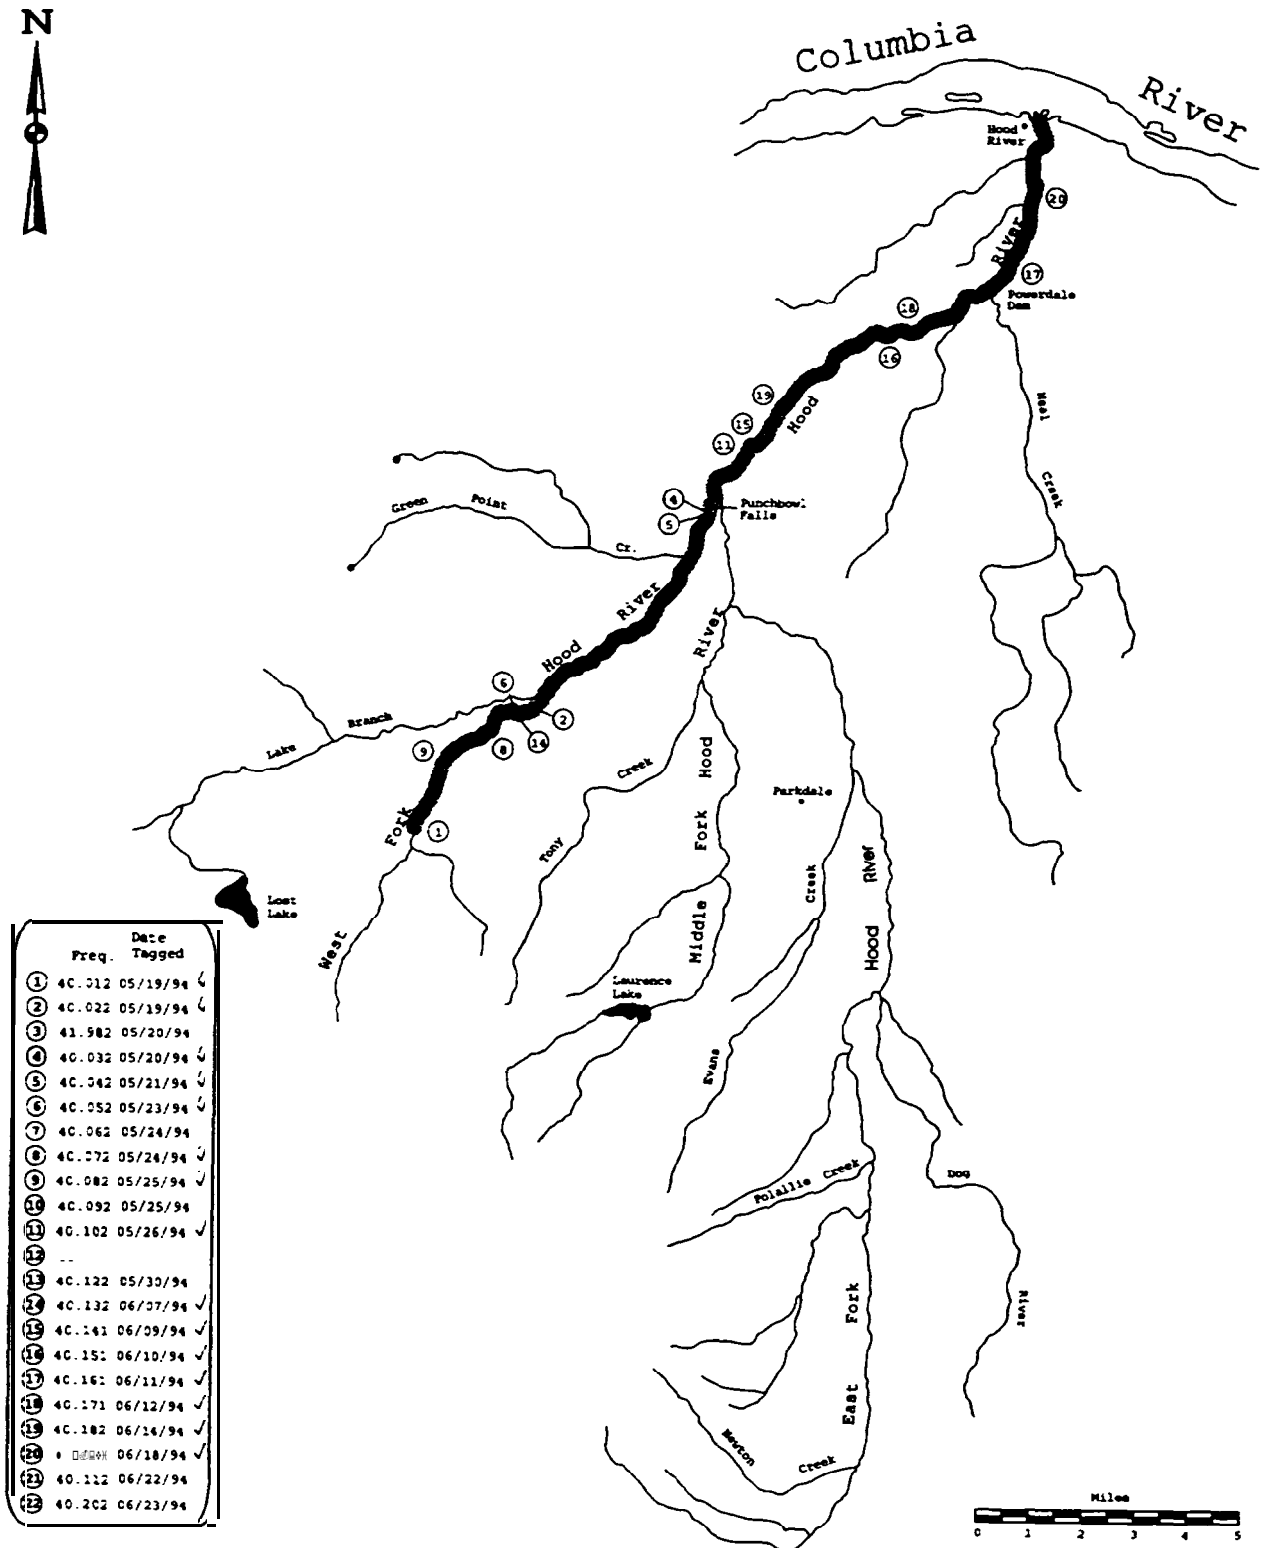 N
Columbia
River
Hood
River
20
River
17
Powerdale
Dam
18
16
19
Hood
15
11
Neal
Creek
4
5
Punchbowl
Falls
Green Point
Cr.
River
Hood
River
6
2
14
8
9
Branch
Lake
Fork
1
Creek
Tony
Hood
Fork
Middle
Parkdale
Creek
River
Hood
Lost
Lake
West
Laurence
Lake
Evans
Polallie Creek
Dog
River
Fork
East
Newton
Creek
Date
Freq. Tagged
1 40.012 05/19/94
2 40.022 05/19/94
3 41.982 05/20/94
4 40.032 05/20/94
5 40.042 05/21/94
6 40.052 05/23/94
7 40.062 05/24/94
8 40.072 05/24/94
9 40.082 05/25/94
10 40.092 05/25/94
11 40.102 05/26/94
12 --
13 40.122 05/30/94
14 40.132 06/07/94
15 40.141 06/09/94
16 40.151 06/10/94
17 40.161 06/11/94
18 40.171 06/12/94
19 40.182 06/14/94
20 06/18/94
21 40.112 06/22/94
22 40.202 06/23/94
Miles
0 1 2 3 4 5